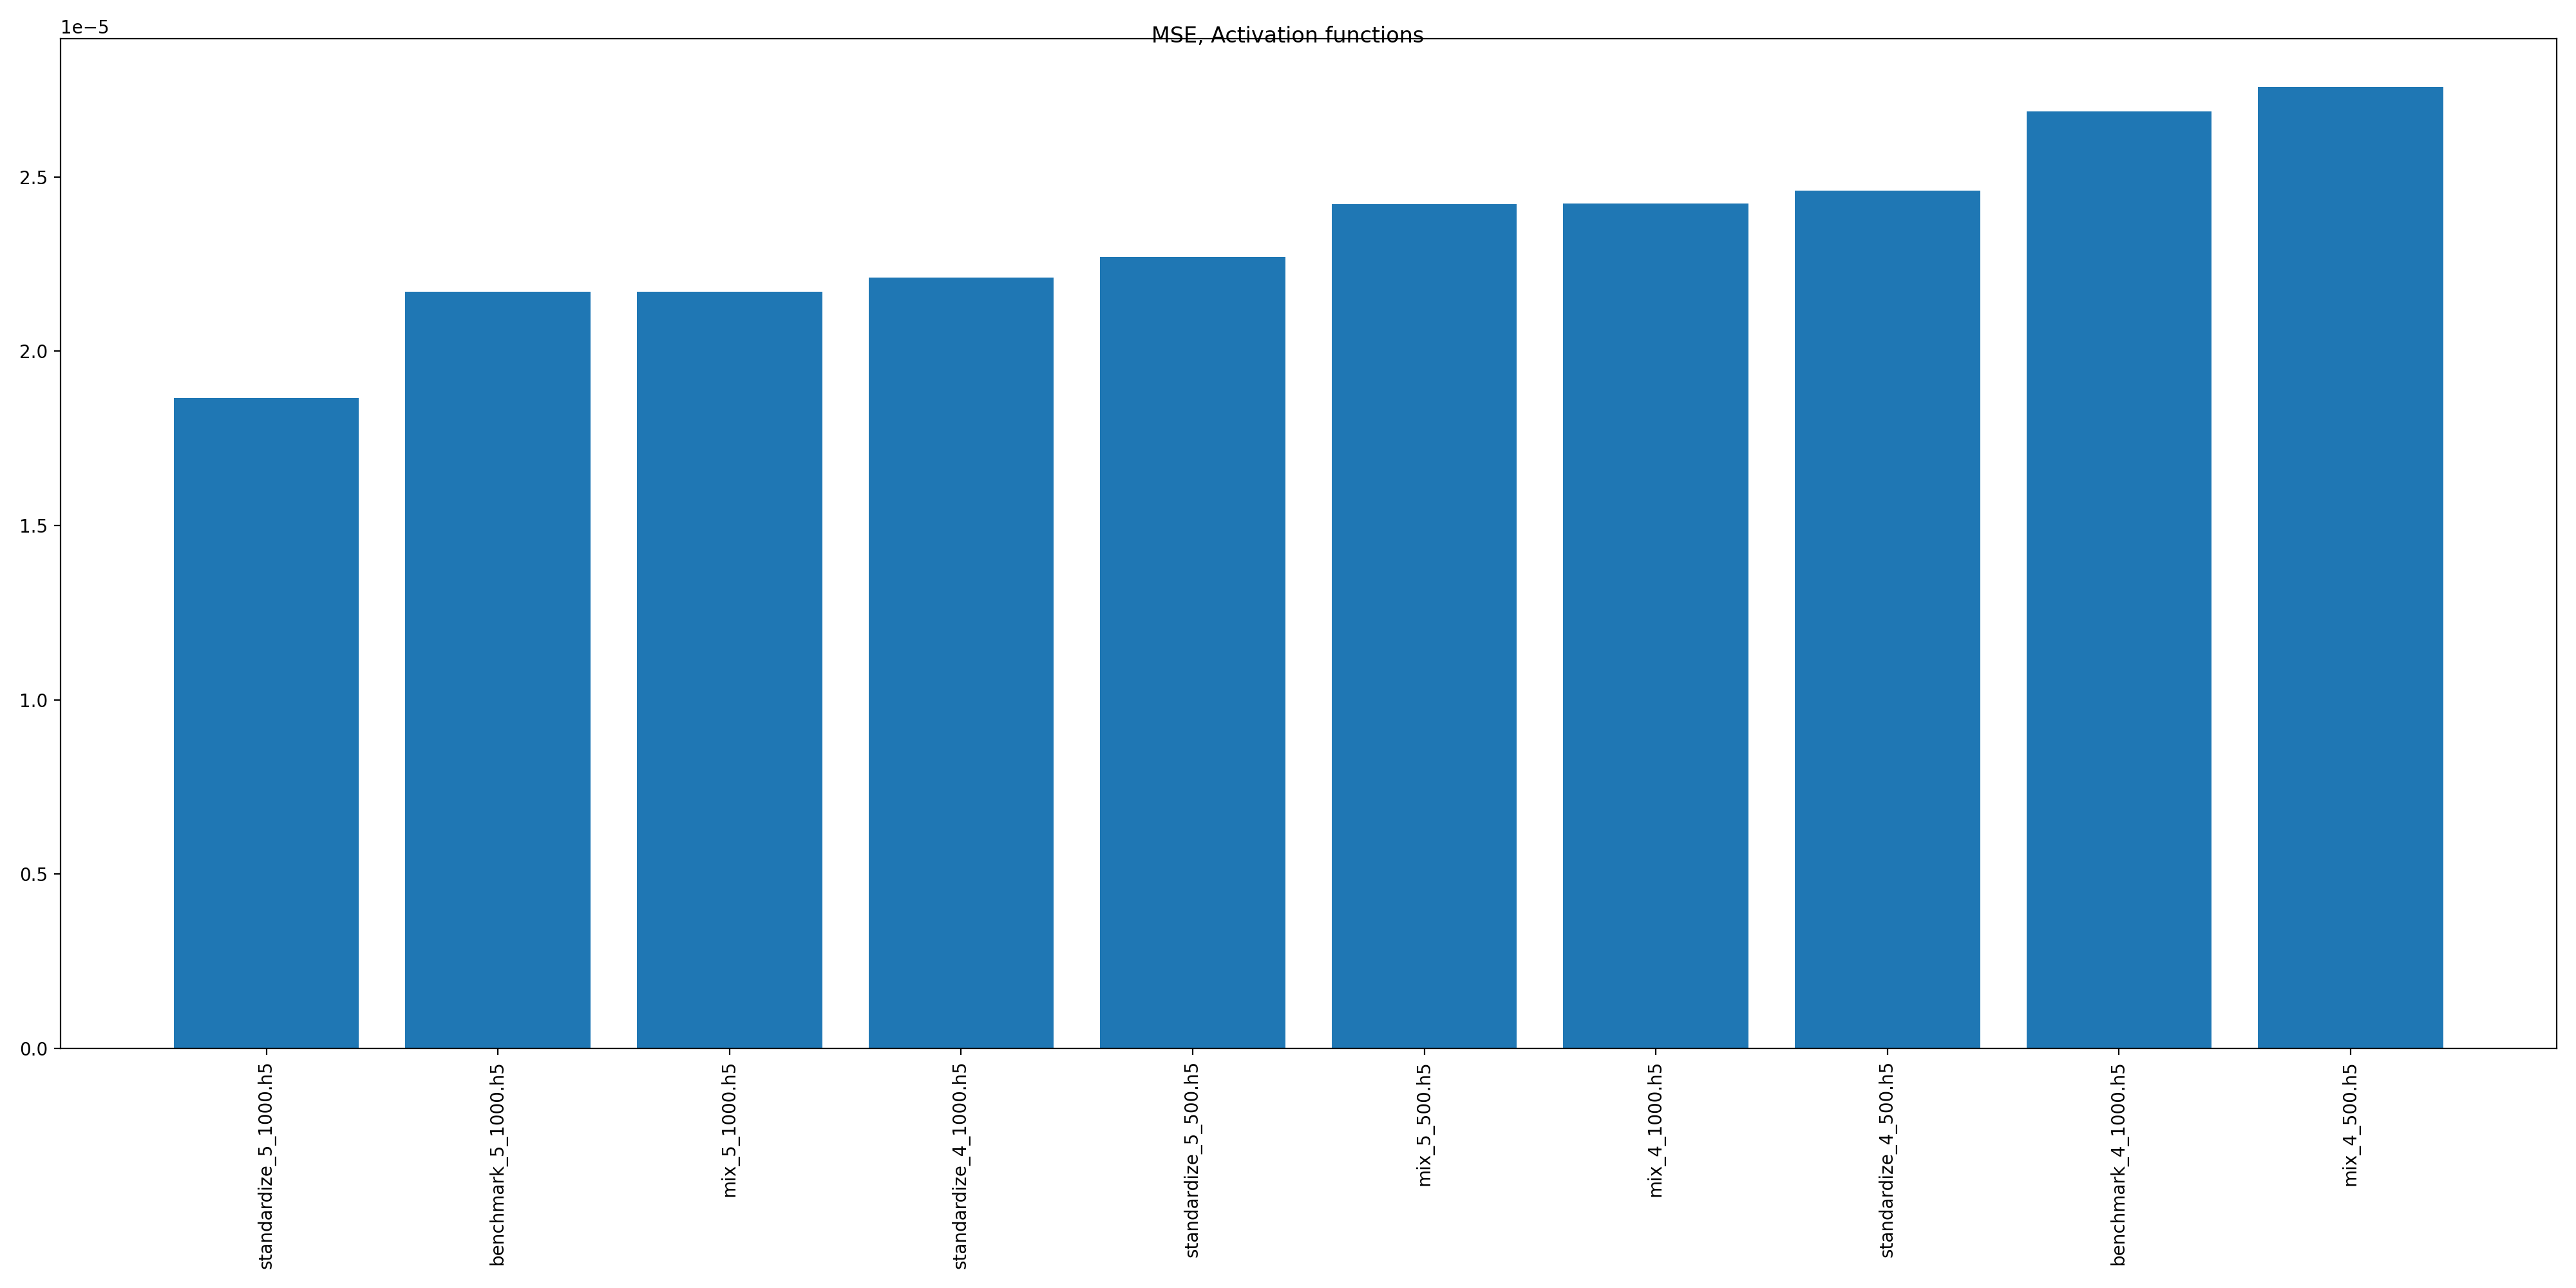 MSE, Activation functions
1e−5
2.5
2.0
1.5
1.0
0.5
0.0
standardize_5_1000.h5
benchmark_5_1000.h5
mix_5_1000.h5
standardize_4_1000.h5
standardize_5_500.h5
mix_5_500.h5
mix_4_1000.h5
standardize_4_500.h5
benchmark_4_1000.h5
mix_4_500.h5